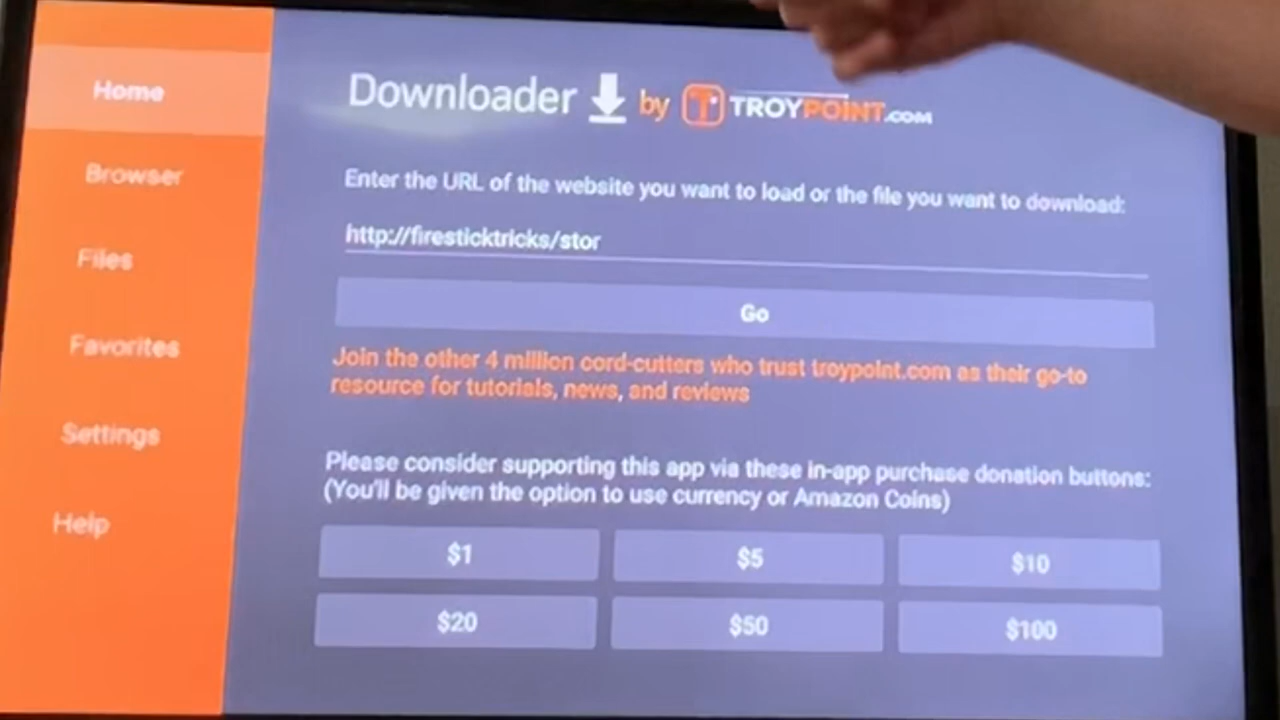 Home
Browser
Files
Favorites
Settings
Help
Downloader by TROYPOINT.COM
Enter the URL of the website you want to load or the file you want to download:
http://firesticktricks/stor
Go
Join the other 4 million cord-cutters who trust troypoint.com as their go-to
resource for tutorials, news, and reviews
Please consider supporting this app via these in-app purchase donation buttons:
(You'll be given the option to use currency or Amazon Coins)
$1 $5 $10
$20 $50 $100